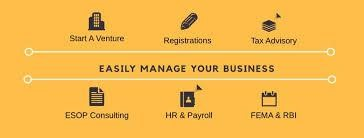 Start A Venture
Registrations
Tax Advisory
EASILY MANAGE YOUR BUSINESS
ESOP Consulting
HR & Payroll
FEMA & RBI